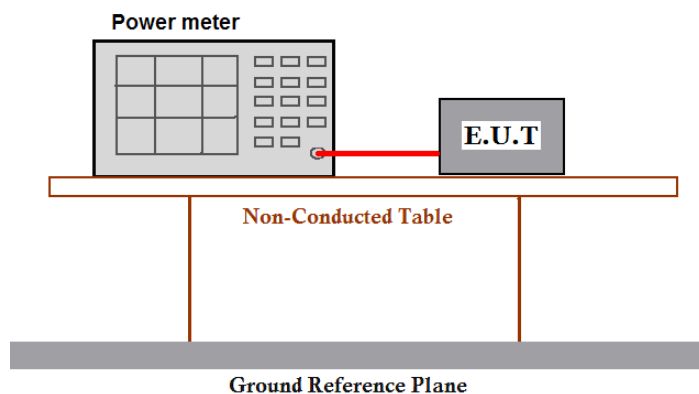 Power meter
E.U.T
Non-Conducted Table
Ground Reference Plane